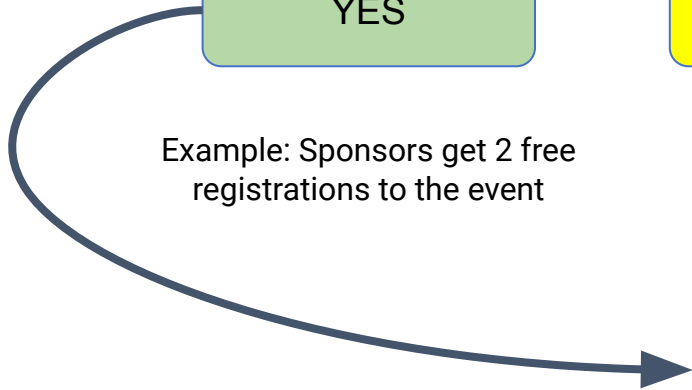 YES
Example: Sponsors get 2 free
registrations to the event